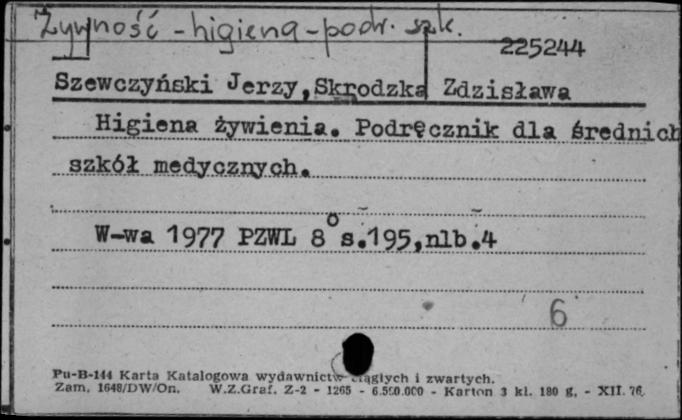 Żywność - higiena - podr. szk.
225244
Szewczyński Jerzy, Skrodzka Zdzisława
Higiena żywienia. Podręcznik dla średnich
szkół medycznych.
W-wa 1977 PZWL 8° s.195,nlb.4
6
Pu-B-144 Karta Katalogowa wydawnictw ciągłych i zwartych.
Zam. 1648/DW/On. W.Z.Graf. Z-2 - 1265 - 6.500.000 - Karton 3 kl. 180 g. - XII. 76.